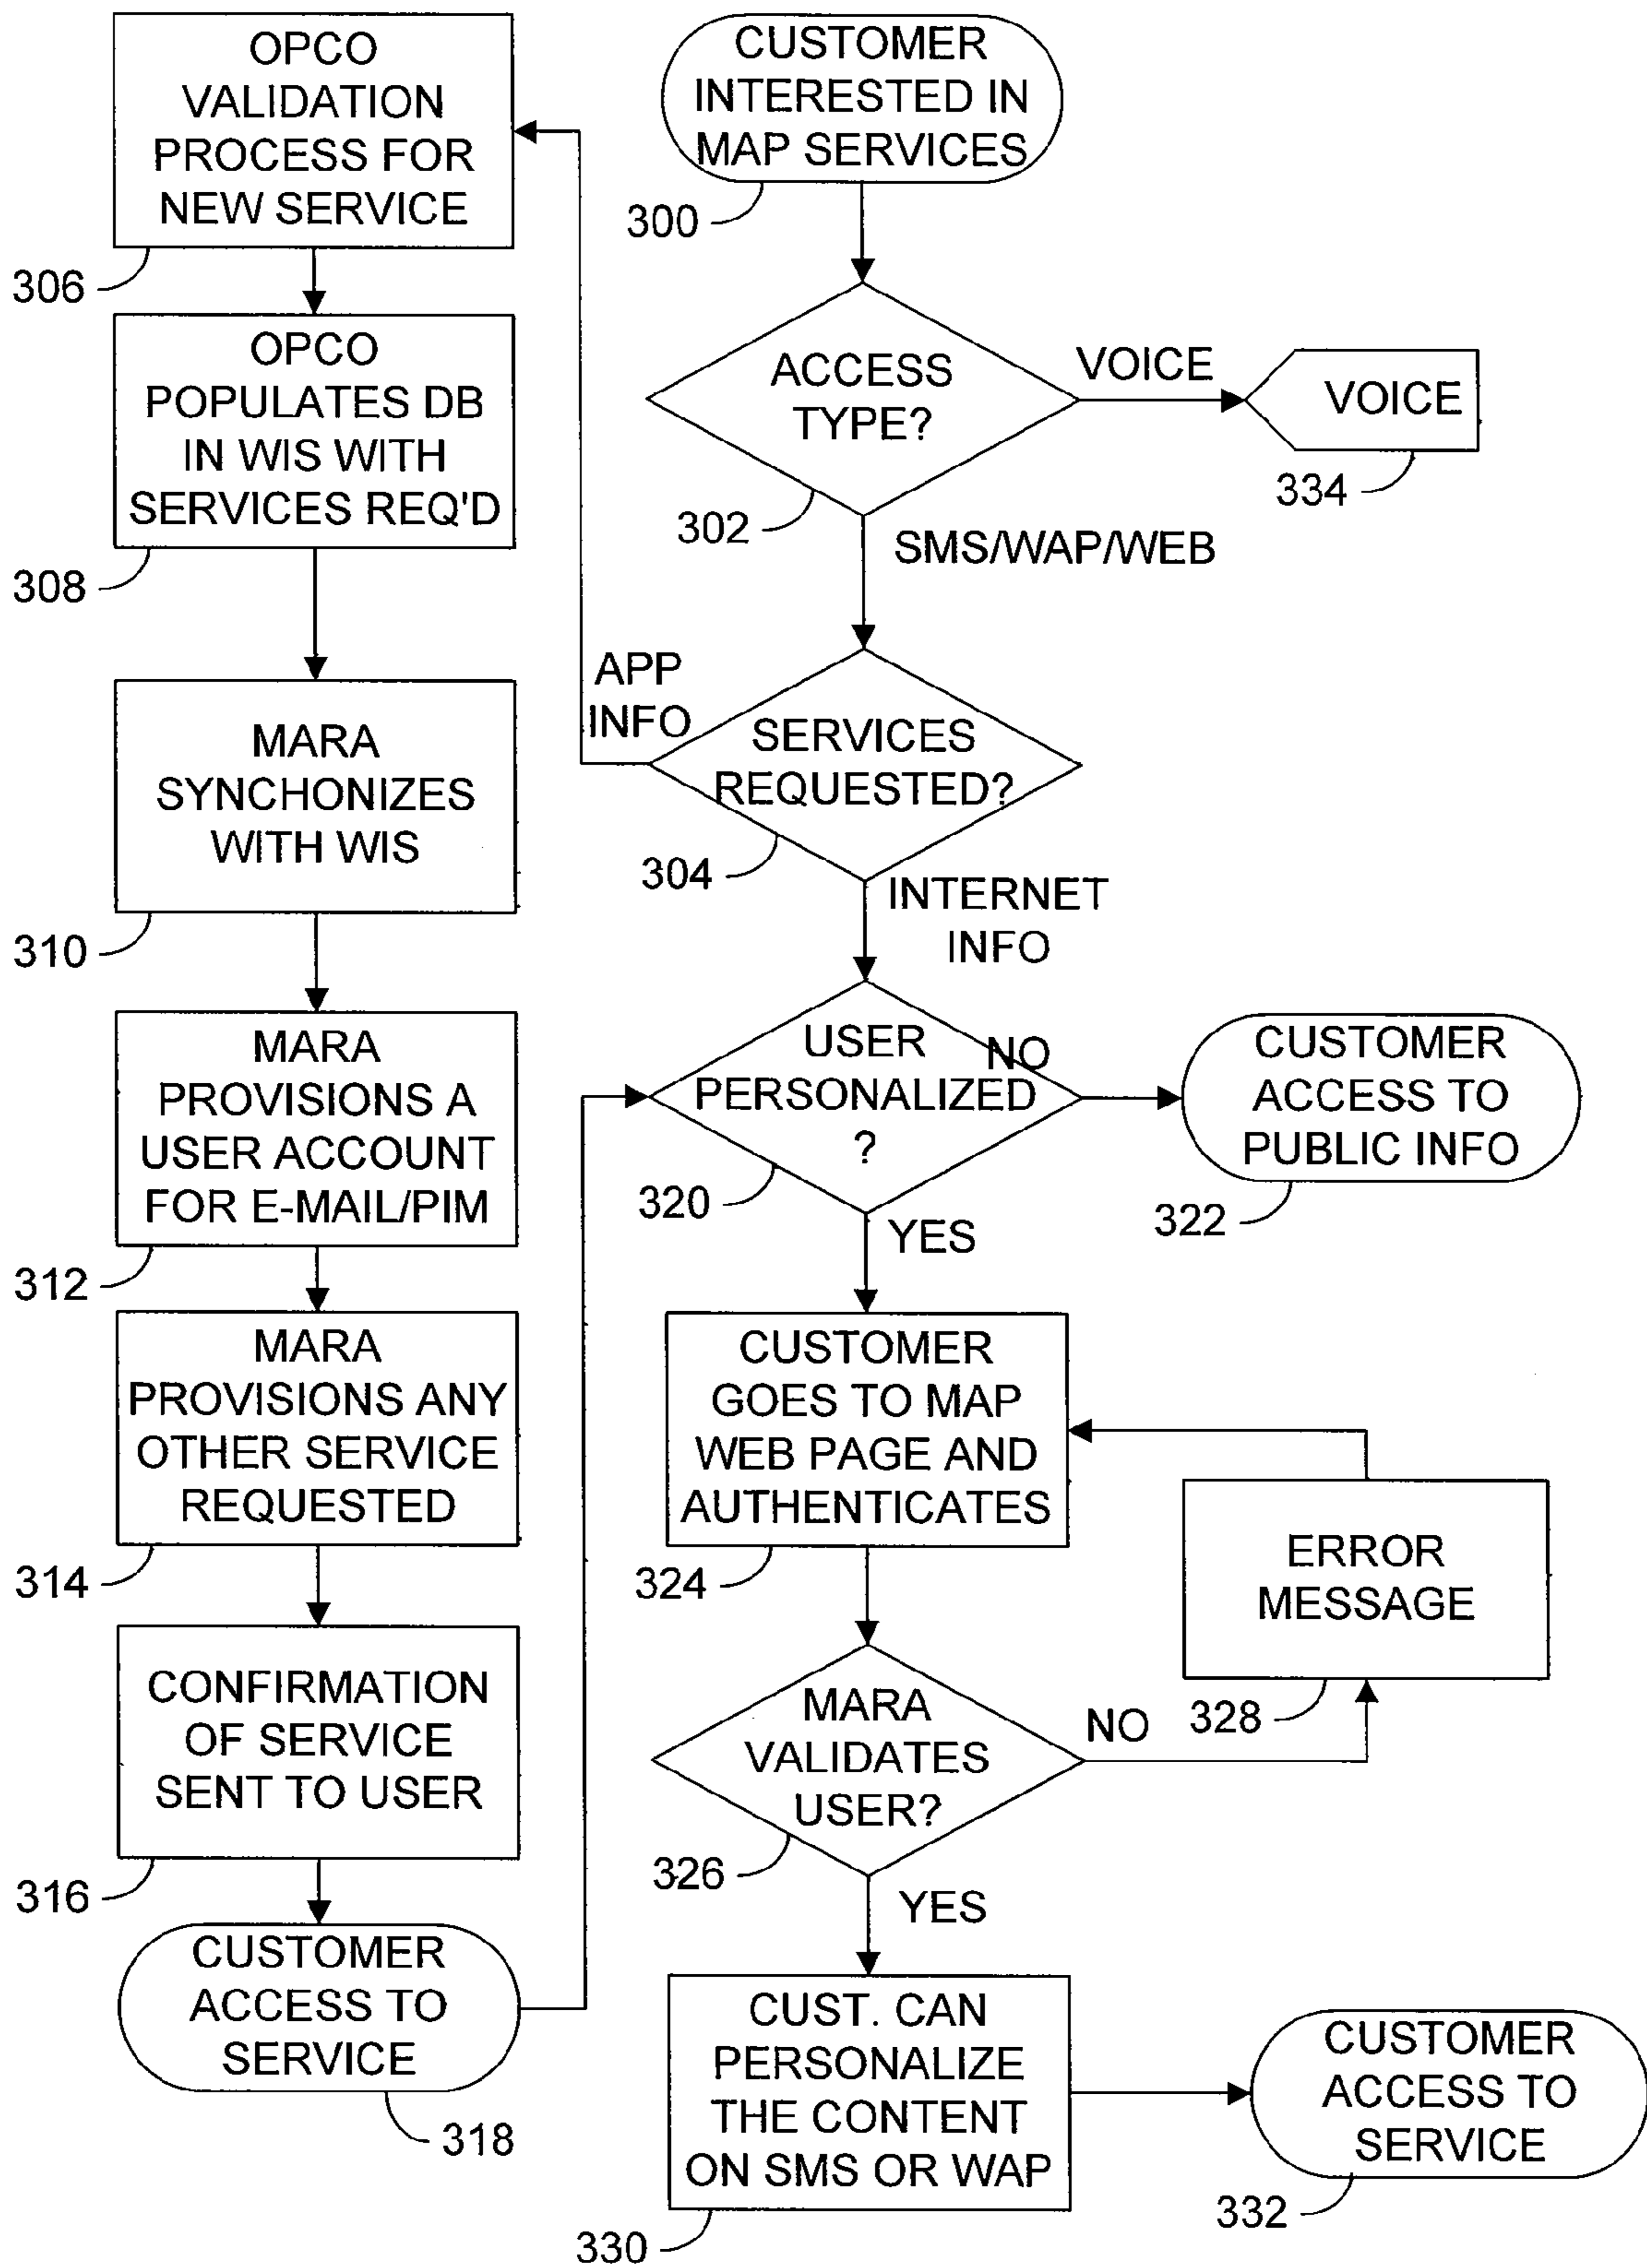 OPCO
VALIDATION
PROCESS FOR
NEW SERVICE
306
OPCO
POPULATES DB
IN WIS WITH
SERVICES REQ'D
308
MARA
SYNCHONIZES
WITH WIS
310
MARA
PROVISIONS A
USER ACCOUNT
FOR E-MAIL/PIM
312
MARA
PROVISIONS ANY
OTHER SERVICE
REQUESTED
314
CONFIRMATION
OF SERVICE
SENT TO USER
316
CUSTOMER
ACCESS TO
SERVICE
318
CUSTOMER
INTERESTED IN
MAP SERVICES
300
ACCESS
TYPE?
302
VOICE
VOICE
334
SMS/WAP/WEB
APP
INFO
SERVICES
REQUESTED?
304
INTERNET
INFO
USER
PERSONALIZED
?
320
NO
CUSTOMER
ACCESS TO
PUBLIC INFO
322
YES
CUSTOMER
GOES TO MAP
WEB PAGE AND
AUTHENTICATES
324
ERROR
MESSAGE
328
MARA
VALIDATES
USER?
326
NO
YES
CUST. CAN
PERSONALIZE
THE CONTENT
ON SMS OR WAP
330
CUSTOMER
ACCESS TO
SERVICE
332